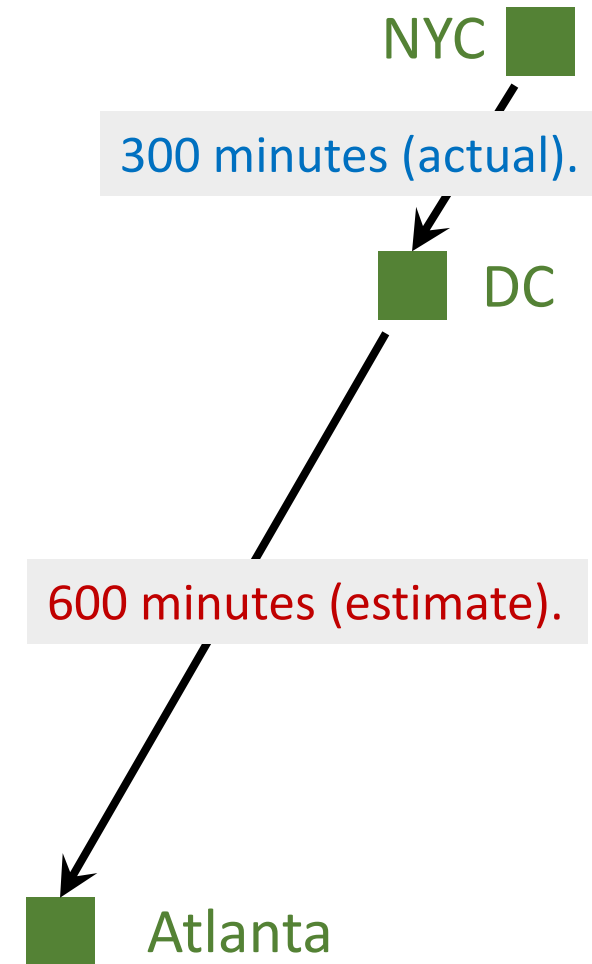 NYC
300 minutes (actual).
DC
600 minutes (estimate).
Atlanta